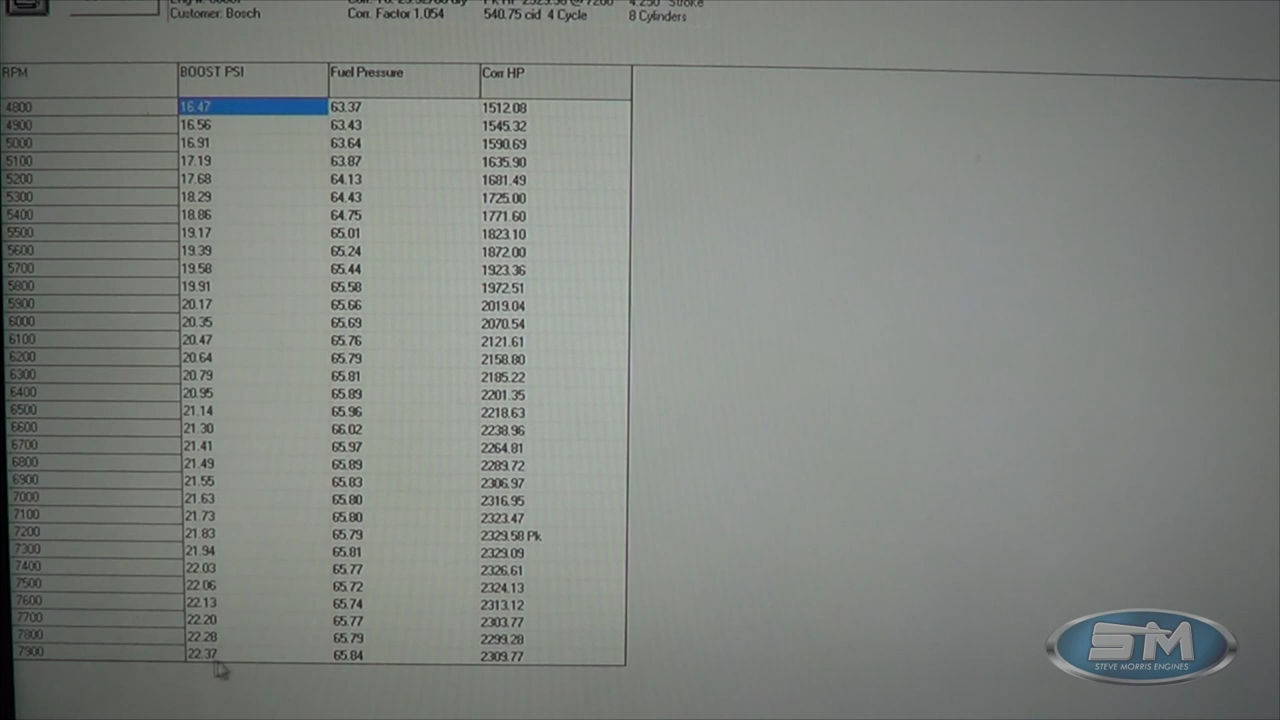 Customer: Bosch Corr. Factor 1.054 540.75 cid 4 Cycle 8 Cylinders
RPM BOOST PSI Fuel Pressure Corr HP
4800 16.47 63.37 1512.08
4900 16.56 63.43 1545.32
5000 16.91 63.64 1590.69
5100 17.19 63.87 1635.90
5200 17.68 64.13 1681.49
5300 18.29 64.43 1725.00
5400 18.86 64.75 1771.60
5500 19.17 65.01 1823.10
5600 19.39 65.24 1872.00
5700 19.58 65.44 1923.36
5800 19.91 65.58 1972.51
5900 20.17 65.66 2019.04
6000 20.35 65.69 2070.54
6100 20.47 65.76 2121.61
6200 20.64 65.79 2158.80
6300 20.79 65.81 2185.22
6400 20.95 65.89 2201.35
6500 21.14 65.96 2218.63
6600 21.30 66.02 2238.96
6700 21.41 65.97 2264.81
6800 21.49 65.89 2289.72
6900 21.55 65.83 2306.97
7000 21.63 65.80 2316.95
7100 21.73 65.80 2323.47
7200 21.83 65.79 2329.58 Pk
7300 21.94 65.81 2329.09
7400 22.03 65.77 2326.61
7500 22.06 65.72 2324.13
7600 22.13 65.74 2313.12
7700 22.20 65.77 2303.77
7800 22.28 65.79 2299.28
7900 22.37 65.84 2309.77
SM
STEVE MORRIS ENGINES